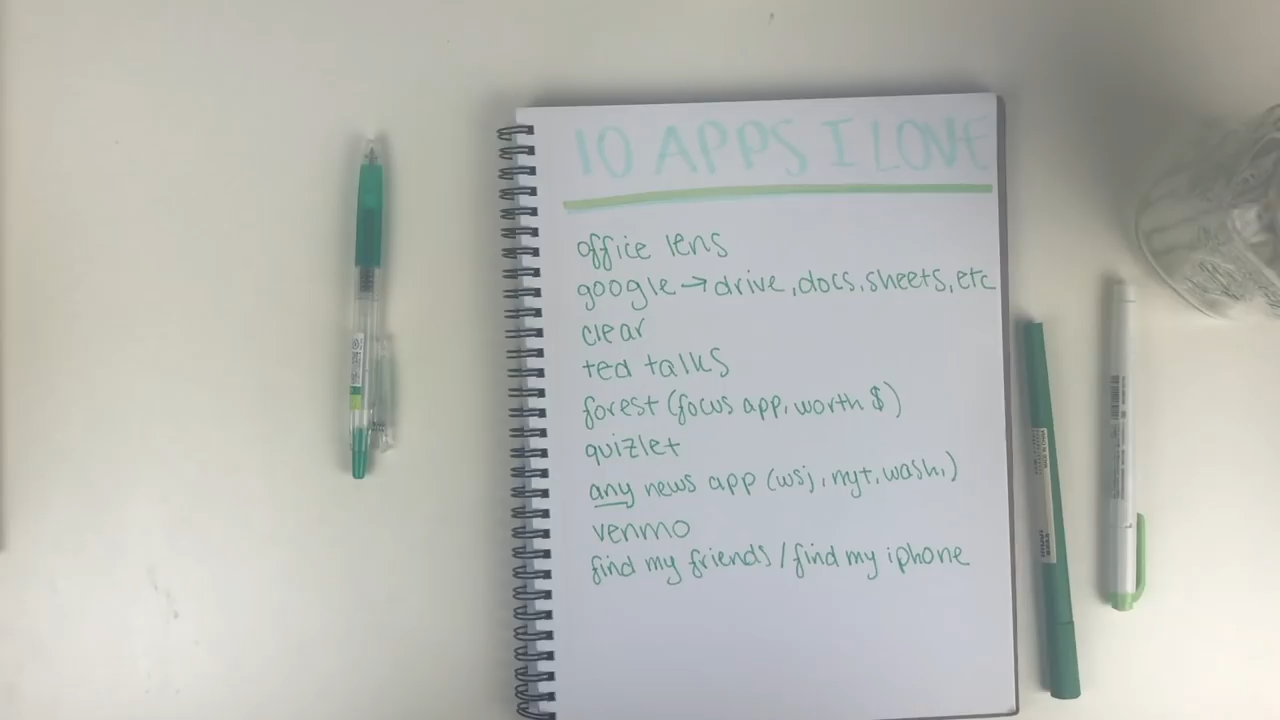 10 APPS I LOVE
office lens
google → drive, docs, sheets, etc
clear
ted talks
forest (focus app, worth $)
quizlet
any news app (wsj, nyt, wash.)
venmo
find my friends / find my iphone